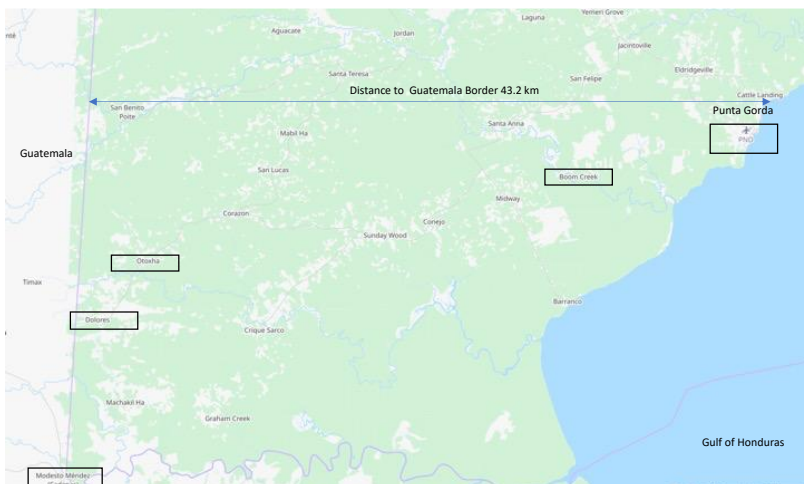 Yemeri Grove
Laguna
Aguacate
Jordan
Jacintoville
Santa Teresa
San Felipe
Eldridgeville
Distance to Guatemala Border 43.2 km
Cattle Landing
San Benito
Poite
Punta Gorda
Santa Anna
Mabil Ha
PND
Guatemala
San Lucas
Boom Creek
Midway
Corazon
Conejo
Sunday Wood
Otoxha
Timax
Barranco
Dolores
Crique Sarco
Machakil Ha
Graham Creek
Gulf of Honduras
Modesto Méndez